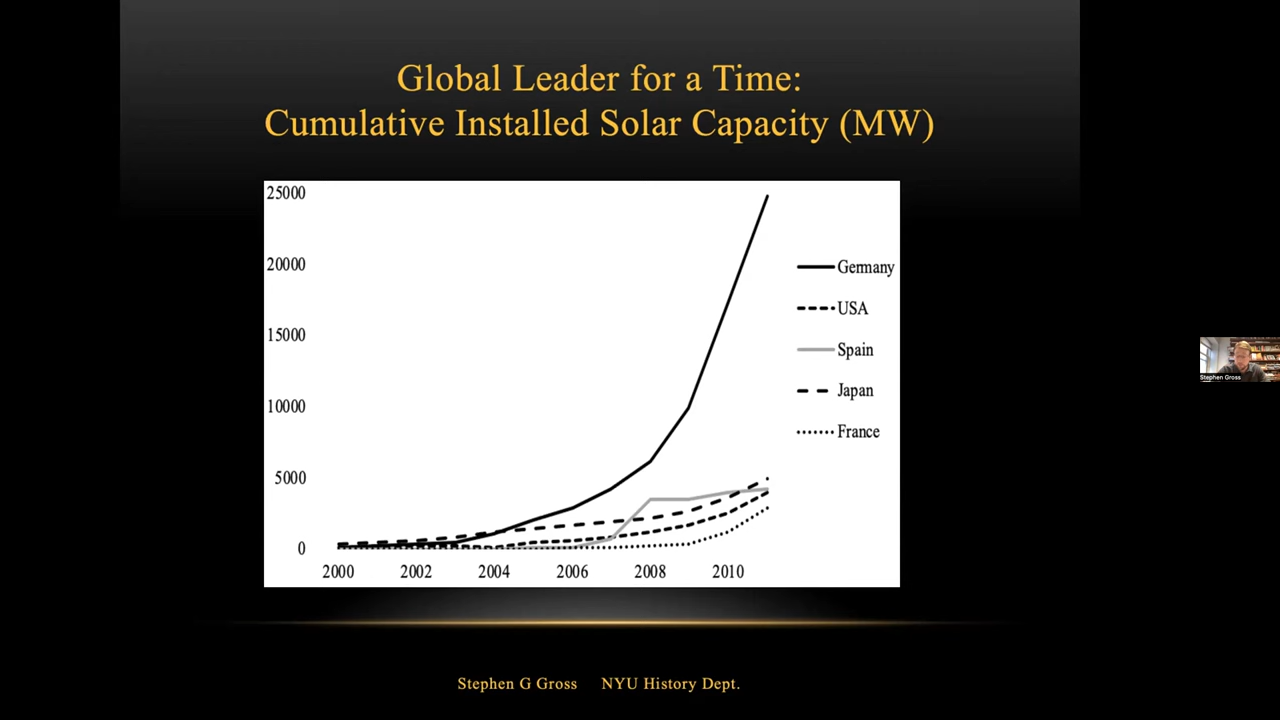 Global Leader for a Time:
Cumulative Installed Solar Capacity (MW)
25000
20000
15000
10000
5000
0
2000 2002 2004 2006 2008 2010
Germany
USA
Spain
Japan
France
Stephen Gross
Stephen G Gross NYU History Dept.